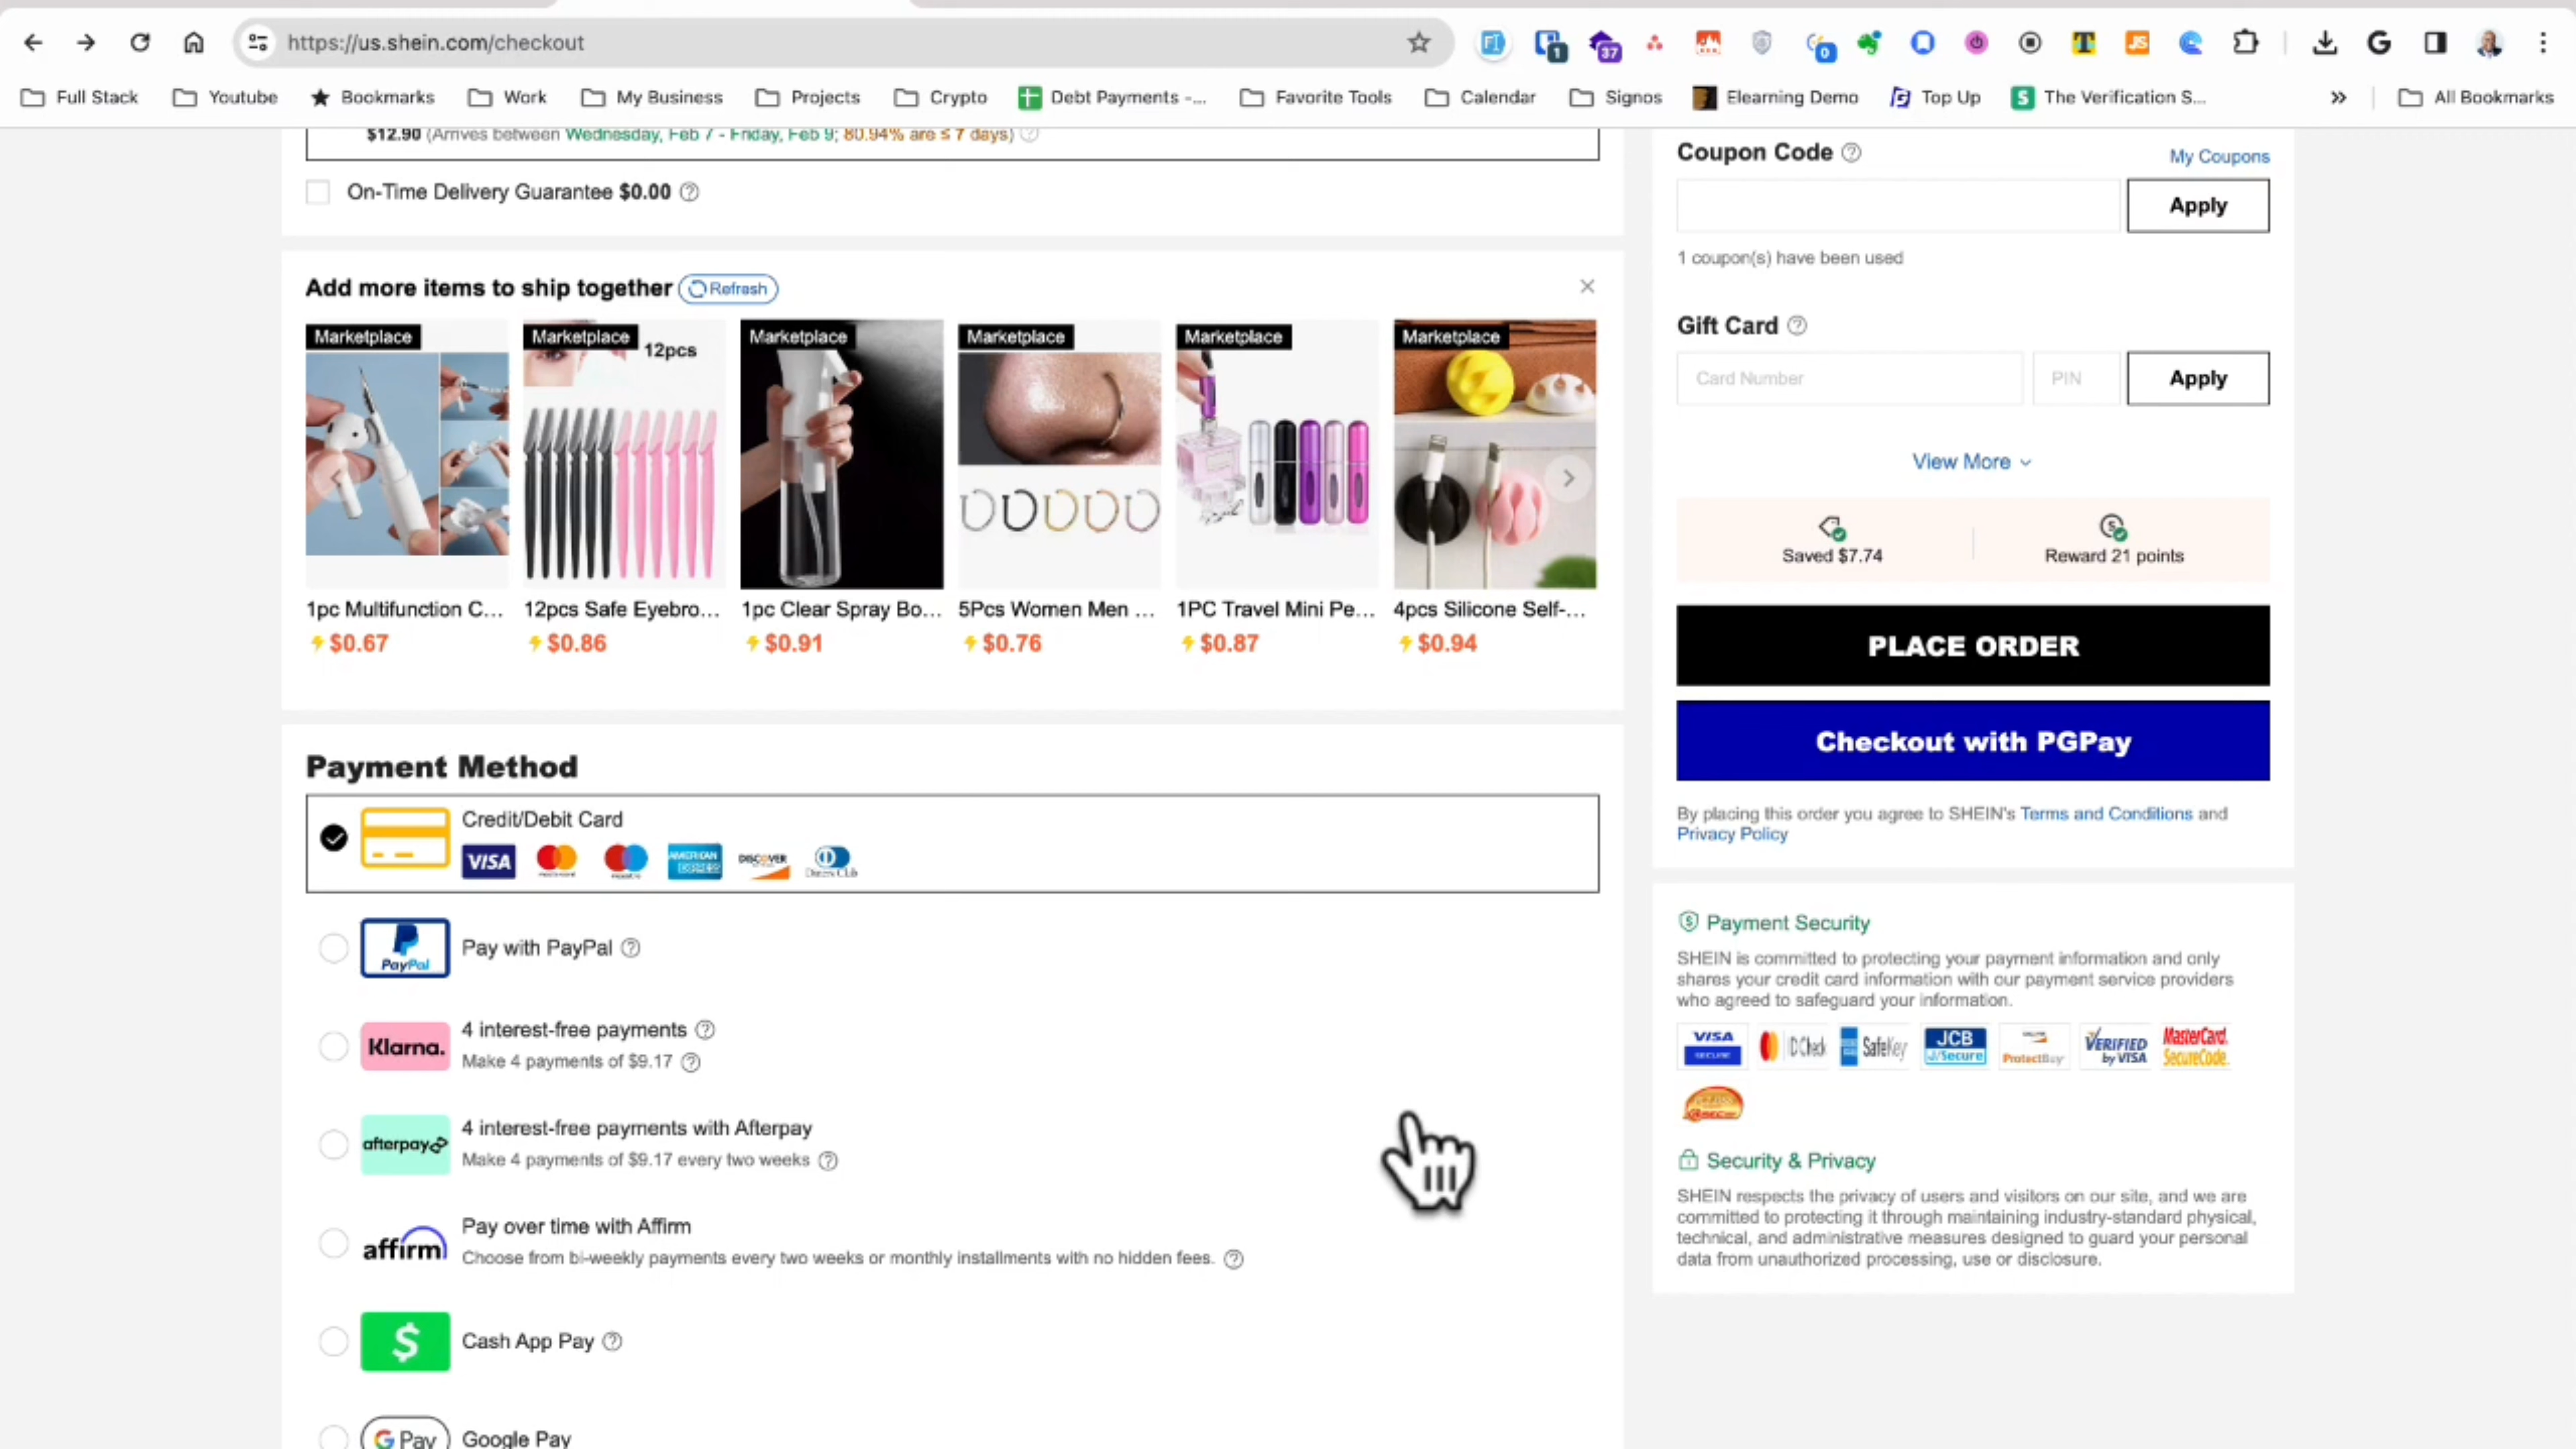 https://us.shein.com/checkout
1
37
0
Full Stack
Youtube
Bookmarks
Work
My Business
Projects
Crypto
Debt Payments -...
Favorite Tools
Calendar
Signos
Elearning Demo
Top Up
The Verification S...
All Bookmarks
$12.90 (Arrives between Wednesday, Feb 7 - Friday, Feb 9; 80.94% are ≤ 7 days)
On-Time Delivery Guarantee $0.00
Add more items to ship together Refresh
Marketplace
Marketplace
12pcs
Marketplace
Marketplace
Marketplace
Marketplace
1pc Multifunction C...
12pcs Safe Eyebro...
1pc Clear Spray Bo...
5Pcs Women Men ...
1PC Travel Mini Pe...
4pcs Silicone Self-...
$0.67
$0.86
$0.91
$0.76
$0.87
$0.94
Payment Method
Credit/Debit Card
VISA
AMERICAN EXPRESS
DISCOVER
Diners Club
PayPal
Pay with PayPal
Klarna.
4 interest-free payments
Make 4 payments of $9.17
afterpay
4 interest-free payments with Afterpay
Make 4 payments of $9.17 every two weeks
affirm
Pay over time with Affirm
Choose from bi-weekly payments every two weeks or monthly installments with no hidden fees.
$
Cash App Pay
G Pay
Google Pay
Coupon Code
My Coupons
Apply
1 coupon(s) have been used
Gift Card
Card Number
PIN
Apply
View More
Saved $7.74
Reward 21 points
PLACE ORDER
Checkout with PGPay
By placing this order you agree to SHEIN's Terms and Conditions and
Privacy Policy
Payment Security
SHEIN is committed to protecting your payment information and only
shares your credit card information with our payment service providers
who agreed to safeguard your information.
VISA
SECURE
ID Check
SafeKey
JCB
J/Secure
ProtectBuy
VERIFIED
by VISA
MasterCard.
SecureCode.
Security & Privacy
SHEIN respects the privacy of users and visitors on our site, and we are
committed to protecting it through maintaining industry-standard physical,
technical, and administrative measures designed to guard your personal
data from unauthorized processing, use or disclosure.